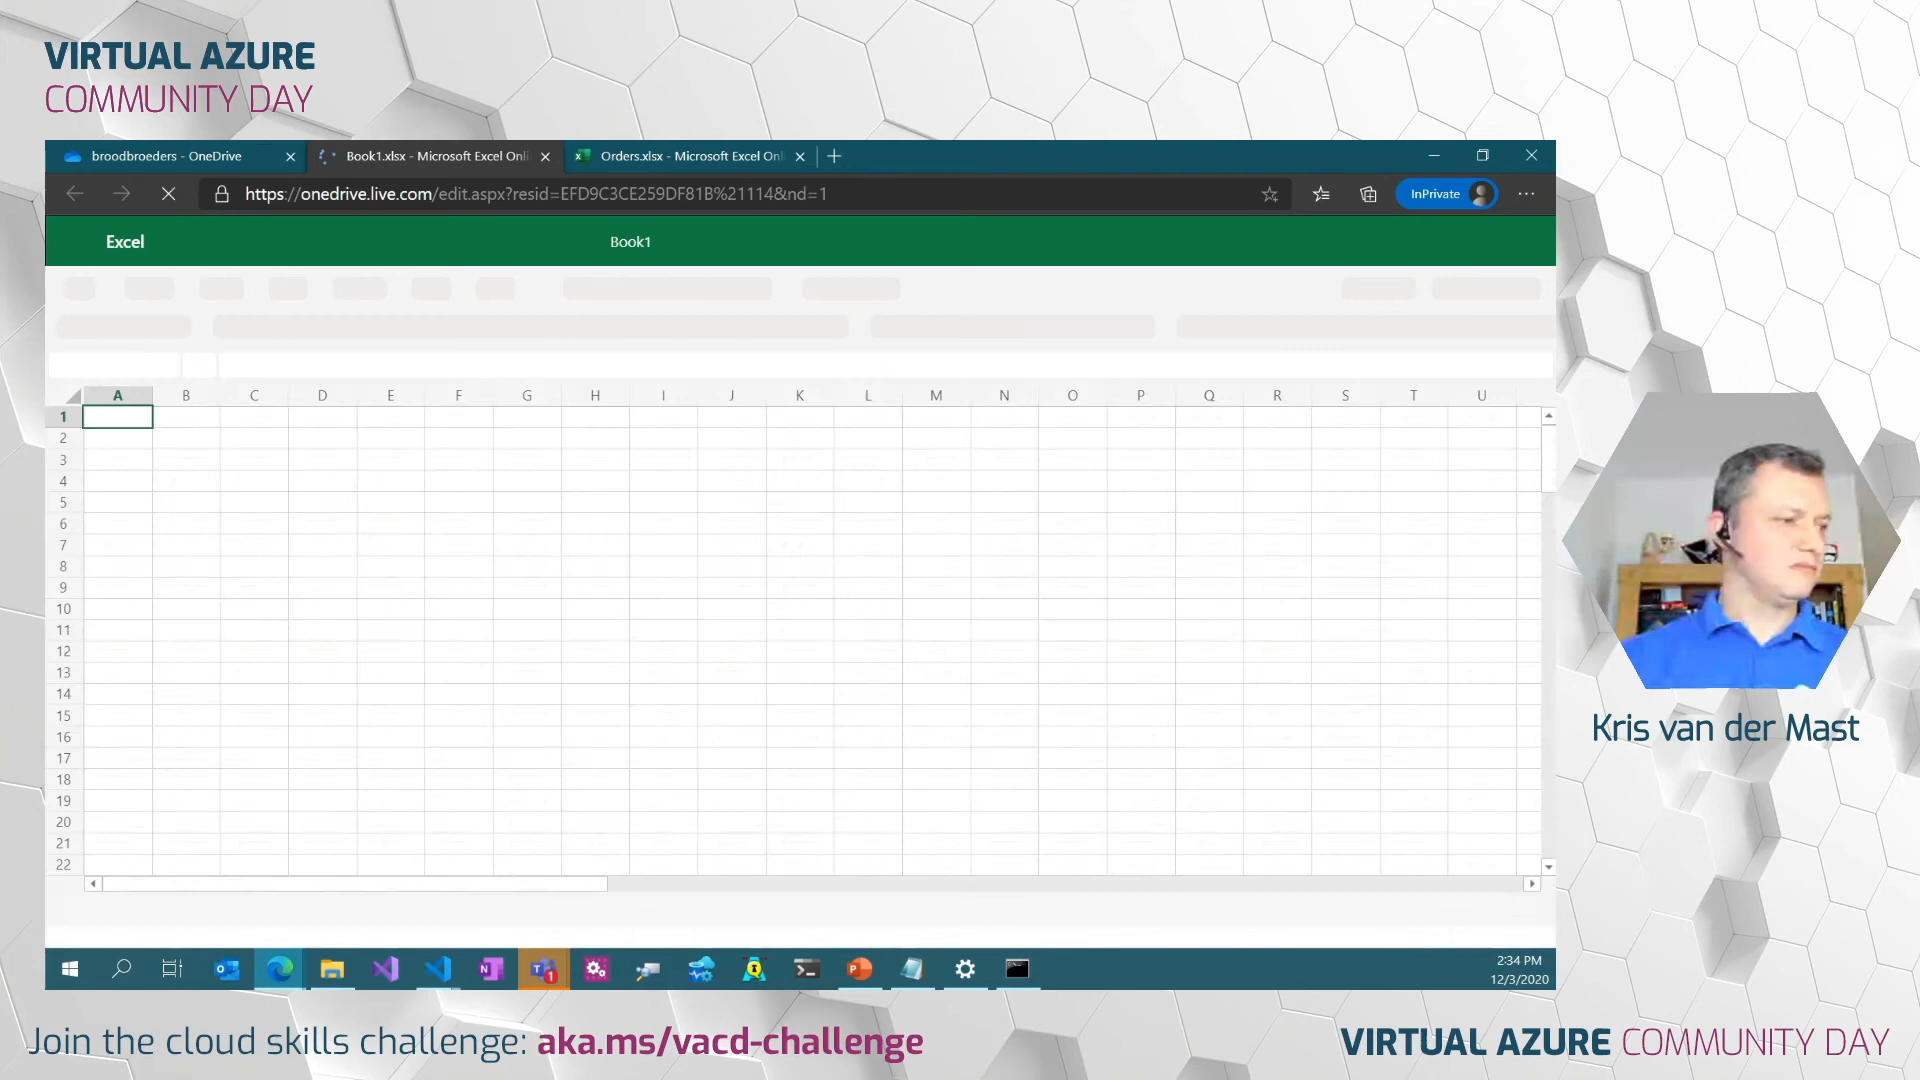 VIRTUAL AZURE
COMMUNITY DAY
broodbroeders - OneDrive
Book1.xlsx - Microsoft Excel Onli
Orders.xlsx - Microsoft Excel Onl
https://onedrive.live.com/edit.aspx?resid=EFD9C3CE259DF81B%21114&nd=1
InPrivate
Excel
Book1
A B C D E F G H I J K L M N O P Q R S T U
1
2
3
4
5
6
7
8
9
10
11
12
13
14
15
16
17
18
19
20
21
22
Kris van der Mast
2:34 PM
12/3/2020
Join the cloud skills challenge: aka.ms/vacd-challenge
VIRTUAL AZURE COMMUNITY DAY